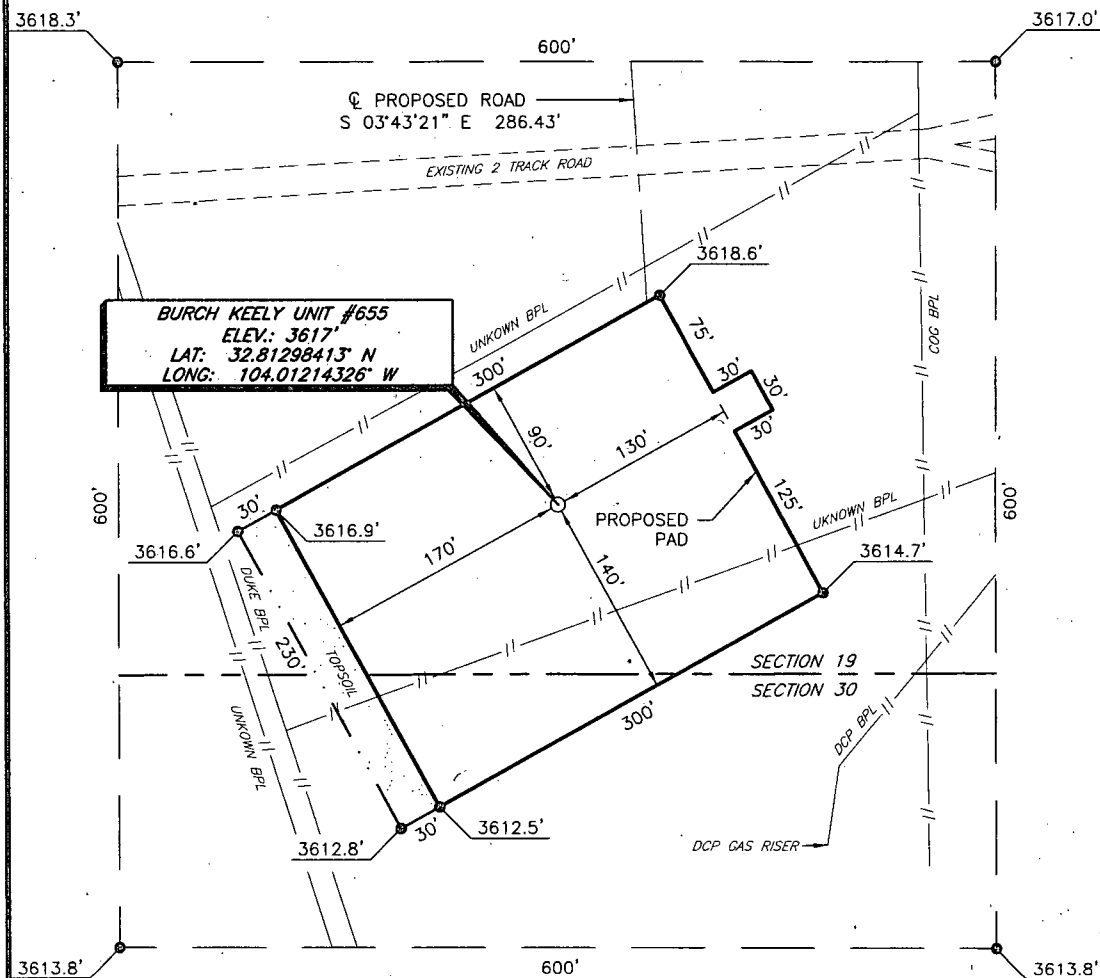 3618.3'
3617.0'
600'
℄ PROPOSED ROAD
S 03°43'21" E 286.43'
EXISTING 2 TRACK ROAD
3618.6'
BURCH KEELY UNIT #655
ELEV.: 3617'
LAT: 32.81298413° N
LONG: 104.01214326° W
UNKOWN BPL
COG BPL
300'
75'
30'
30'
30'
90'
130'
600'
30'
3616.9'
3616.6'
170'
PROPOSED
PAD
125'
UKNOWN BPL
600'
140'
3614.7'
DUKE BPL
230'
TOPSOIL
SECTION 19
SECTION 30
300'
UNKOWN BPL
DCP BPL
30'
3612.5'
3612.8'
DCP GAS RISER
3613.8'
600'
3613.8'